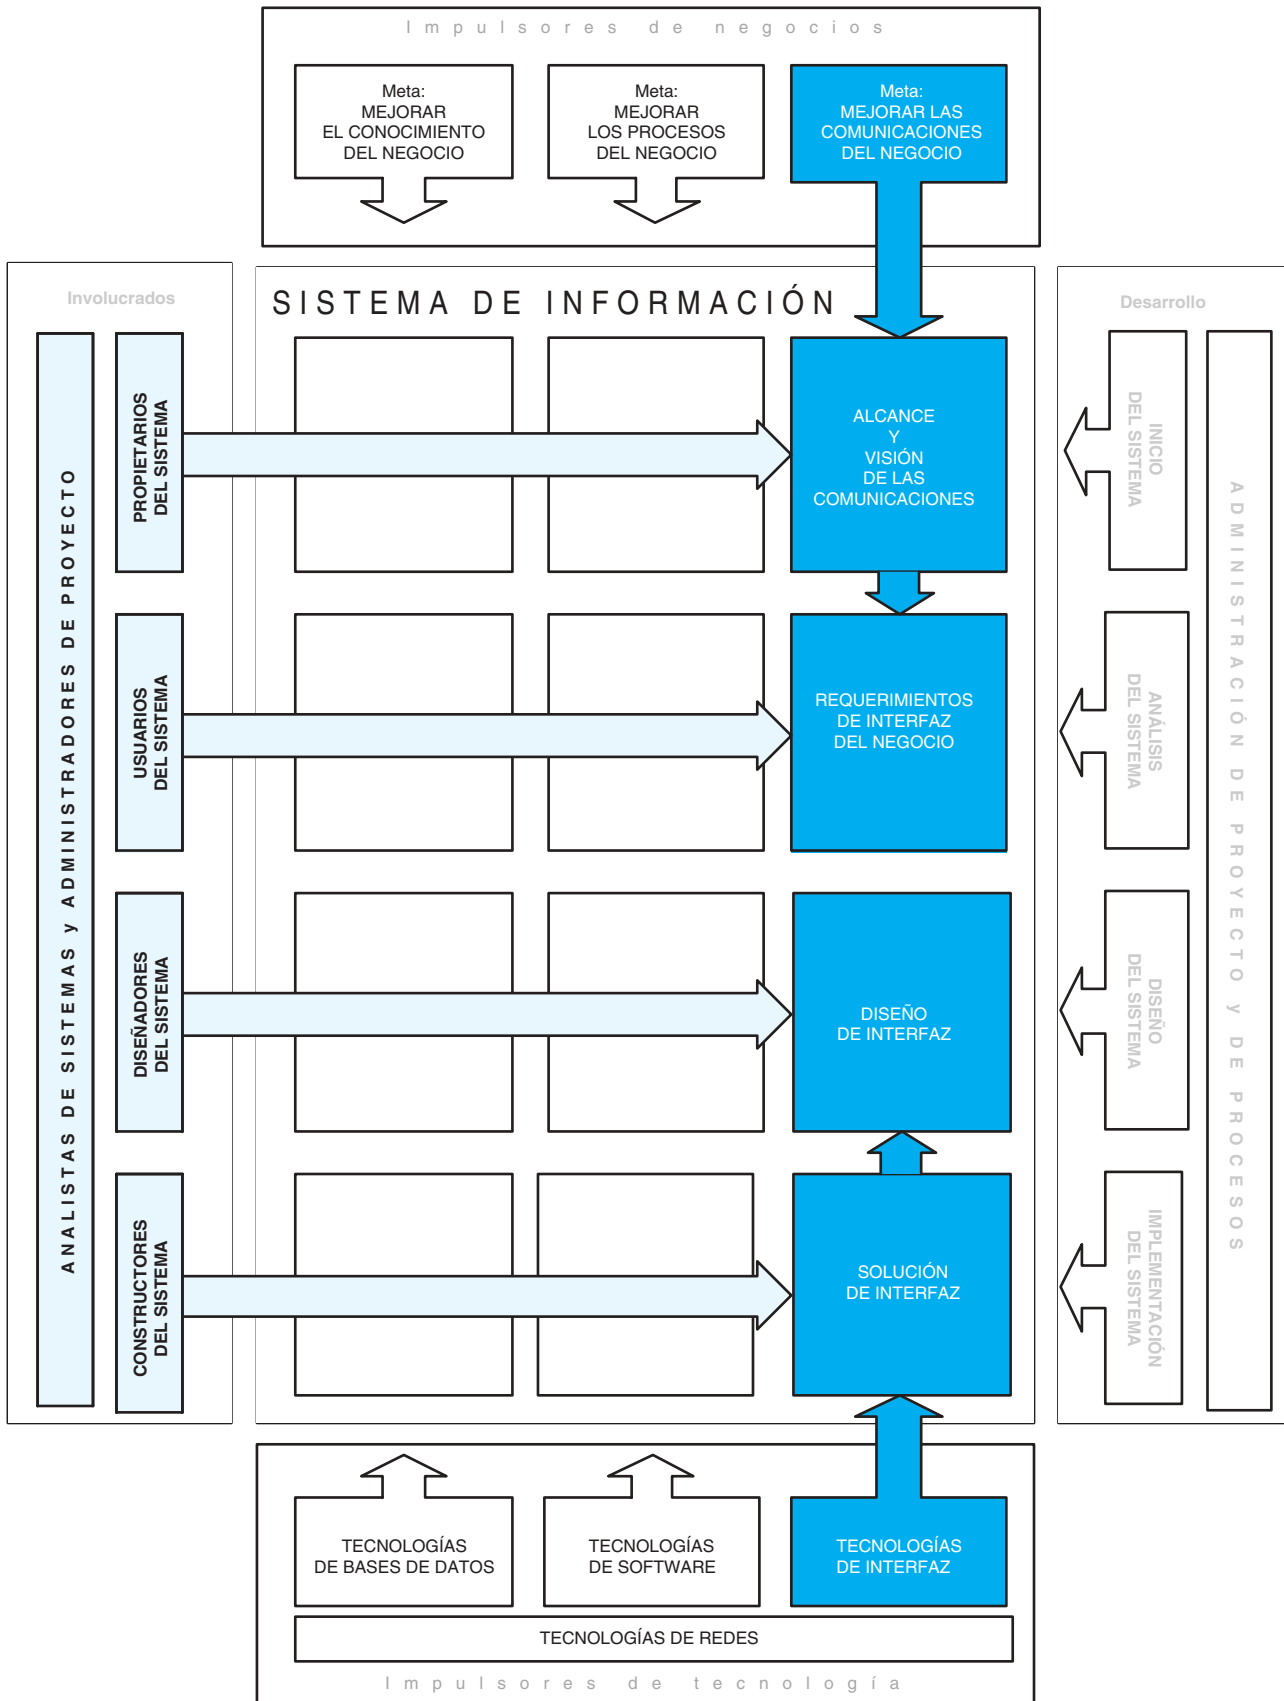 Impulsores de negocios
Meta:
MEJORAR
EL CONOCIMIENTO
DEL NEGOCIO
Meta:
MEJORAR
LOS PROCESOS
DEL NEGOCIO
Meta:
MEJORAR LAS
COMUNICACIONES
DEL NEGOCIO
Involucrados
SISTEMA DE INFORMACIÓN
Desarrollo
ANALISTAS DE SISTEMAS y ADMINISTRADORES DE PROYECTO
PROPIETARIOS
DEL SISTEMA
ALCANCE
Y
VISIÓN
DE LAS
COMUNICACIONES
INICIO
DEL SISTEMA
ADMINISTRACIÓN DE PROYECTO y DE PROCESOS
USUARIOS
DEL SISTEMA
REQUERIMIENTOS
DE INTERFAZ
DEL NEGOCIO
ANÁLISIS
DEL SISTEMA
DISEÑADORES
DEL SISTEMA
DISEÑO
DE INTERFAZ
DISEÑO
DEL SISTEMA
CONSTRUCTORES
DEL SISTEMA
SOLUCIÓN
DE INTERFAZ
IMPLEMENTACIÓN
DEL SISTEMA
TECNOLOGÍAS
DE BASES DE DATOS
TECNOLOGÍAS
DE SOFTWARE
TECNOLOGÍAS
DE INTERFAZ
TECNOLOGÍAS DE REDES
Impulsores de tecnología